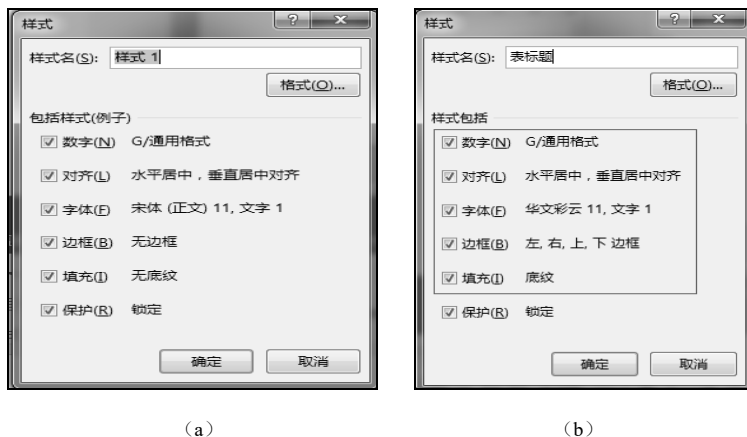 样式
样式名(S): 样式 1
格式(O)...
包括样式(例子)
数字(N) G/通用格式
对齐(L) 水平居中，垂直居中对齐
字体(F) 宋体 (正文) 11, 文字 1
边框(B) 无边框
填充(I) 无底纹
保护(R) 锁定
确定 取消
(a)
样式
样式名(S): 表标题
格式(O)...
样式包括
数字(N) G/通用格式
对齐(L) 水平居中，垂直居中对齐
字体(F) 华文彩云 11, 文字 1
边框(B) 左, 右, 上, 下 边框
填充(I) 底纹
保护(R) 锁定
确定 取消
(b)